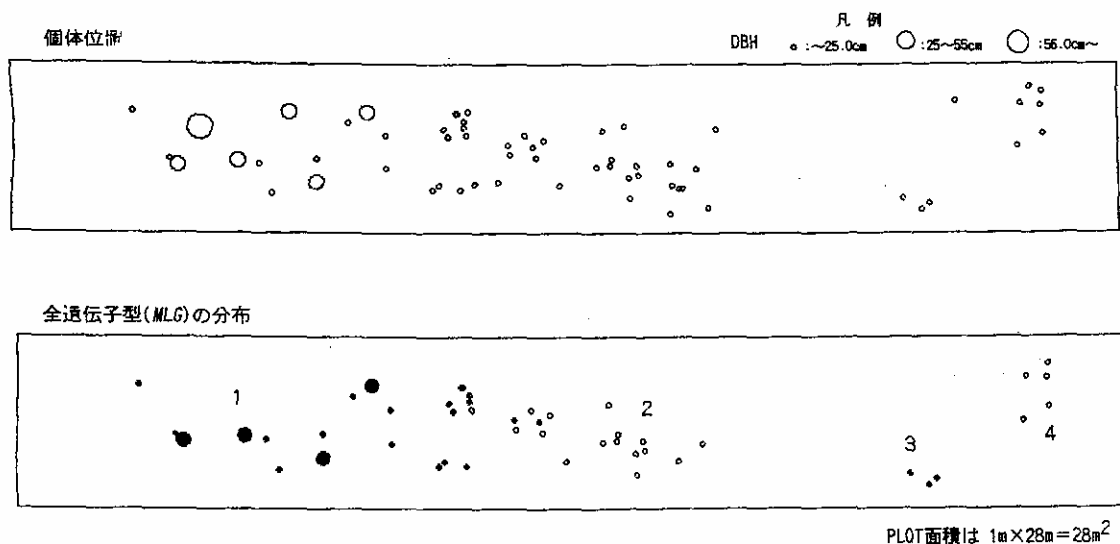 凡 例
個体位置
DBH ○:～25.0cm ○:25～55cm ○:56.0cm～
全遺伝子型(MLG)の分布
1
2
3
4
PLOT面積は 1m×28m=28m²